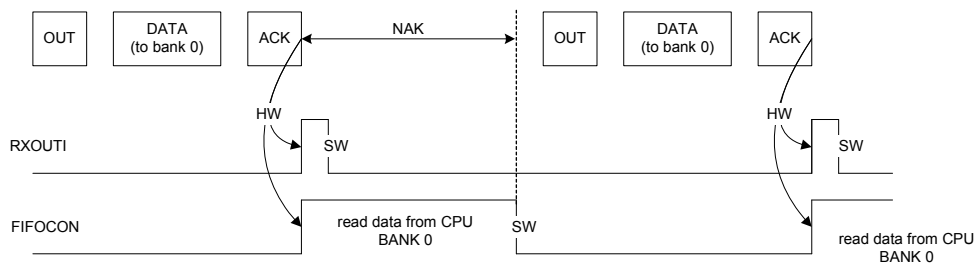 OUT DATA ACK NAK OUT DATA ACK
(to bank 0) (to bank 0)
HW HW
RXOUTI SW SW
FIFOCON read data from CPU SW
BANK 0
read data from CPU
BANK 0